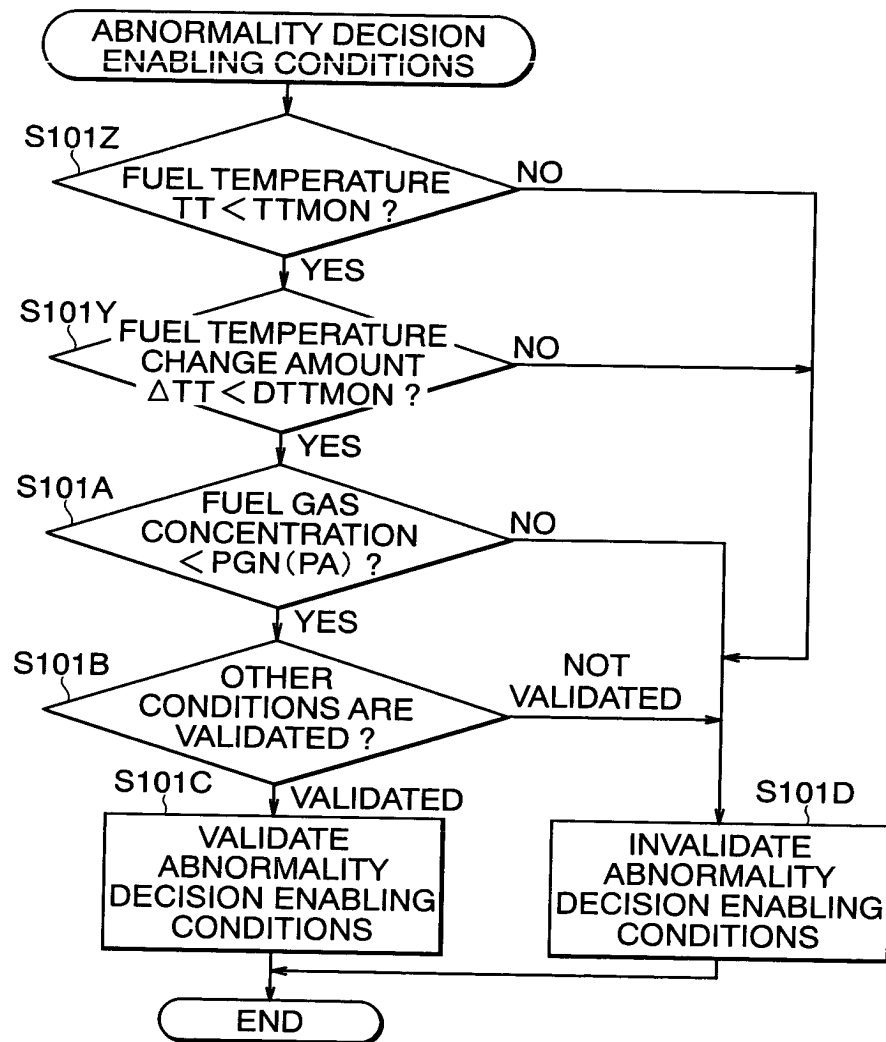 ABNORMALITY DECISION
ENABLING CONDITIONS
S101Z
FUEL TEMPERATURE
TT < TTMON ?
NO
YES
S101Y
FUEL TEMPERATURE
CHANGE AMOUNT
△TT < DTTMON ?
NO
YES
S101A
FUEL GAS
CONCENTRATION
< PGN(PA) ?
NO
YES
S101B
OTHER
CONDITIONS ARE
VALIDATED ?
NOT
VALIDATED
VALIDATED
S101C
VALIDATE
ABNORMALITY
DECISION ENABLING
CONDITIONS
S101D
INVALIDATE
ABNORMALITY
DECISION ENABLING
CONDITIONS
END